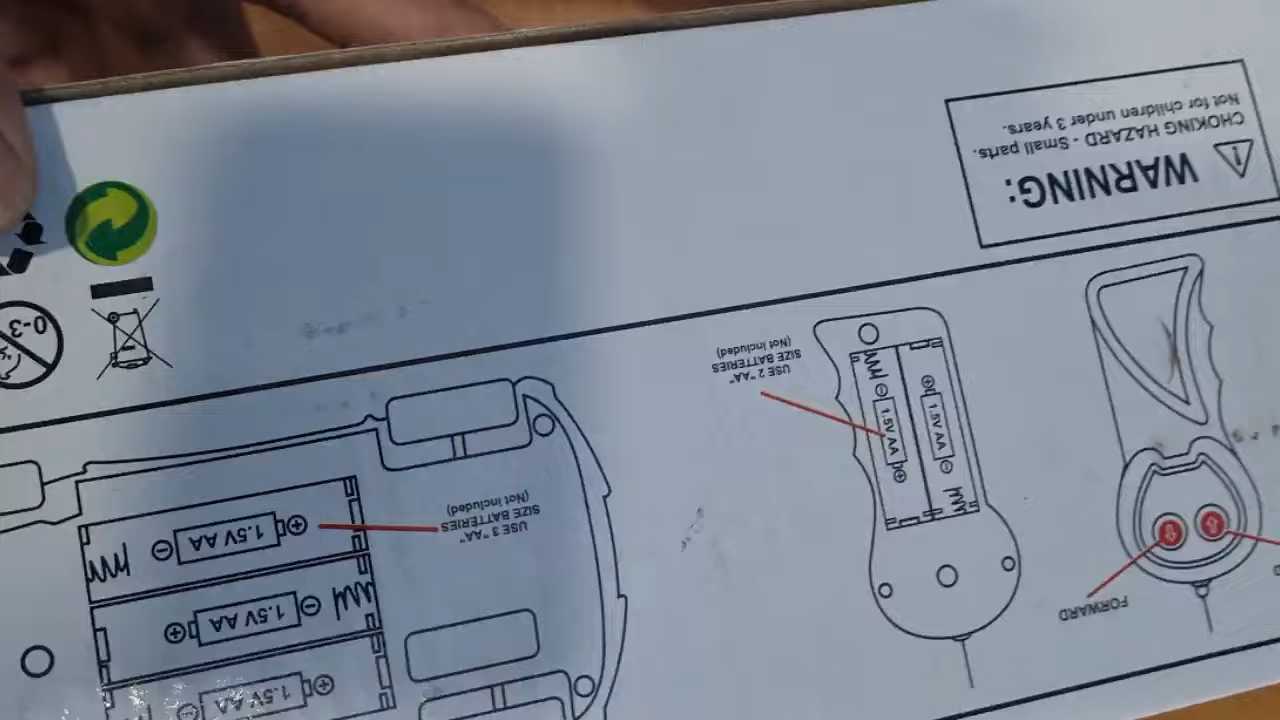 WARNING:
CHOKING HAZARD - Small parts.
Not for children under 3 years.
0-3
FORWARD
USE 2 "AA"
SIZE BATTERIES
(Not included)
1.5V AA
1.5V AA
USE 3 "AA"
SIZE BATTERIES
(Not included)
1.5V AA
1.5V AA
1.5V AA